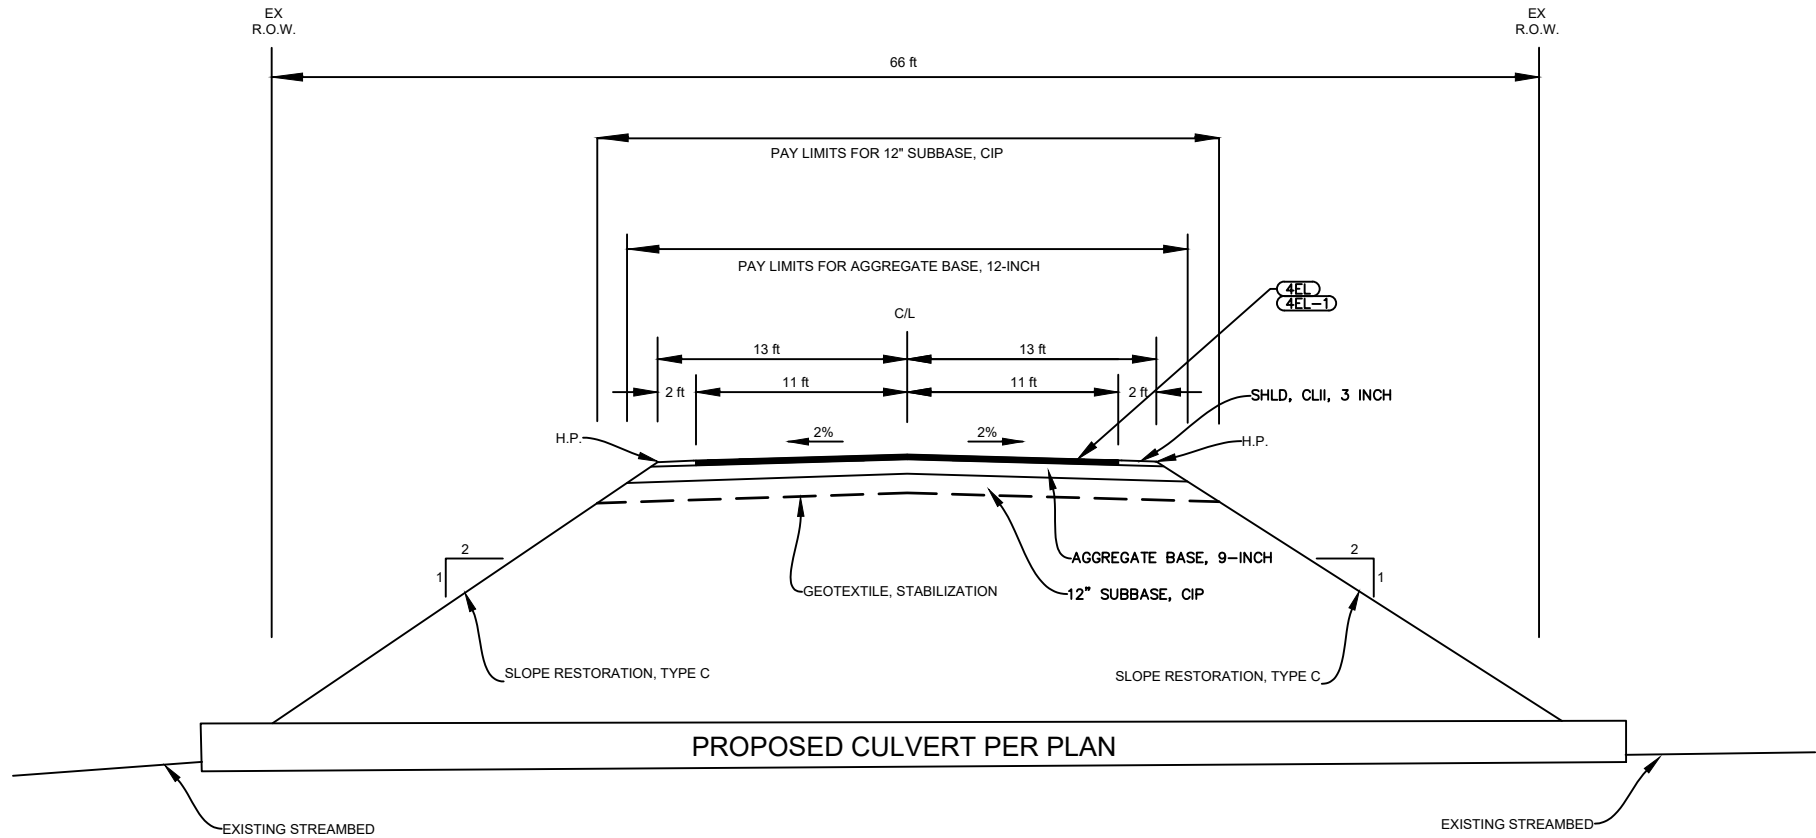 EX
R.O.W.
EX
R.O.W.
66 ft
PAY LIMITS FOR 12" SUBBASE, CIP
PAY LIMITS FOR AGGREGATE BASE, 12-INCH
4EL
4EL-1
C/L
13 ft
13 ft
2 ft
11 ft
11 ft
2 ft
SHLD, CLII, 3 INCH
H.P.
2%
2%
H.P.
2
1
2
1
AGGREGATE BASE, 9-INCH
GEOTEXTILE, STABILIZATION
12" SUBBASE, CIP
SLOPE RESTORATION, TYPE C
SLOPE RESTORATION, TYPE C
PROPOSED CULVERT PER PLAN
EXISTING STREAMBED
EXISTING STREAMBED